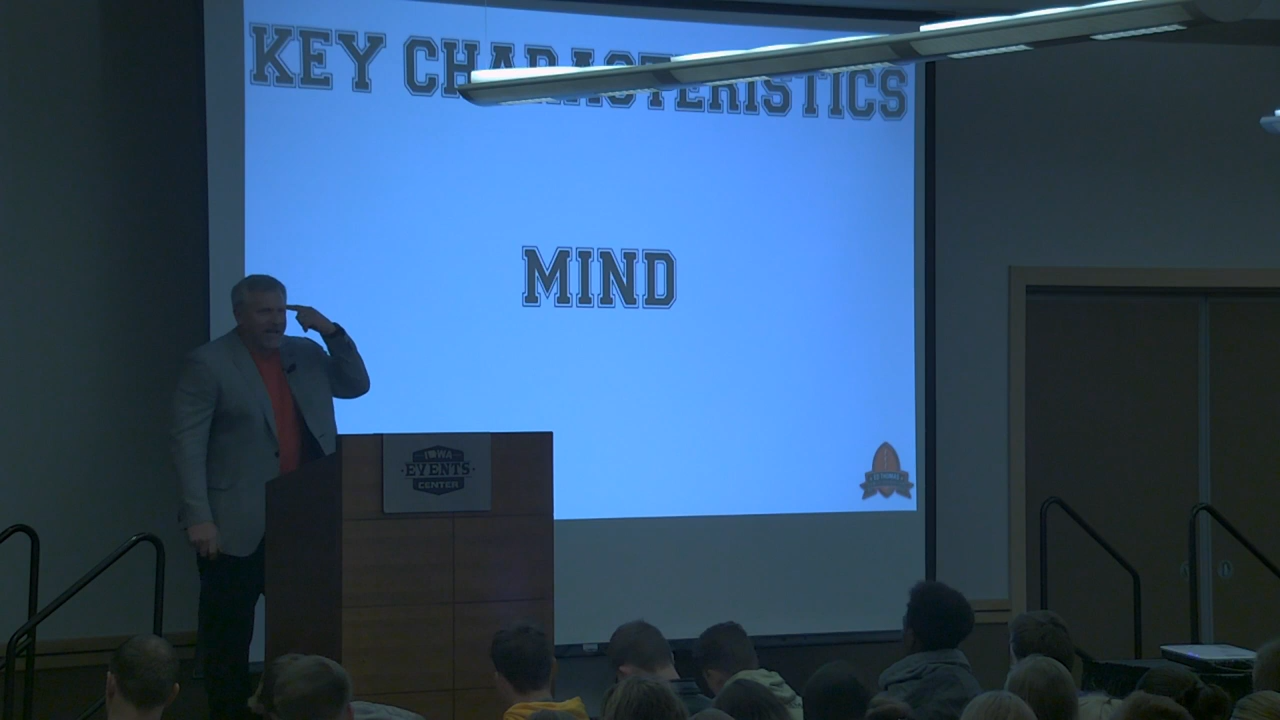 KEY CHARACTERISTICS
MIND
IOWA
EVENTS
CENTER